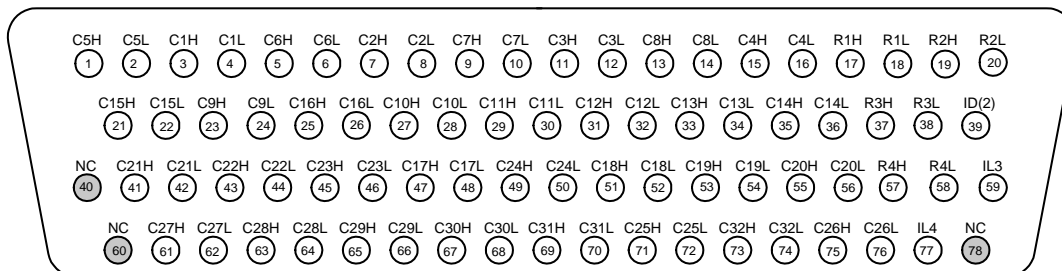 C5H C5L C1H C1L C6H C6L C2H C2L C7H C7L C3H C3L C8H C8L C4H C4L R1H R1L R2H R2L
1 2 3 4 5 6 7 8 9 10 11 12 13 14 15 16 17 18 19 20
C15H C15L C9H C9L C16H C16L C10H C10L C11H C11L C12H C12L C13H C13L C14H C14L R3H R3L ID(2)
21 22 23 24 25 26 27 28 29 30 31 32 33 34 35 36 37 38 39
NC C21H C21L C22H C22L C23H C23L C17H C17L C24H C24L C18H C18L C19H C19L C20H C20L R4H R4L IL3
40 41 42 43 44 45 46 47 48 49 50 51 52 53 54 55 56 57 58 59
NC C27H C27L C28H C28L C29H C29L C30H C30L C31H C31L C25H C25L C32H C32L C26H C26L IL4 NC
60 61 62 63 64 65 66 67 68 69 70 71 72 73 74 75 76 77 78